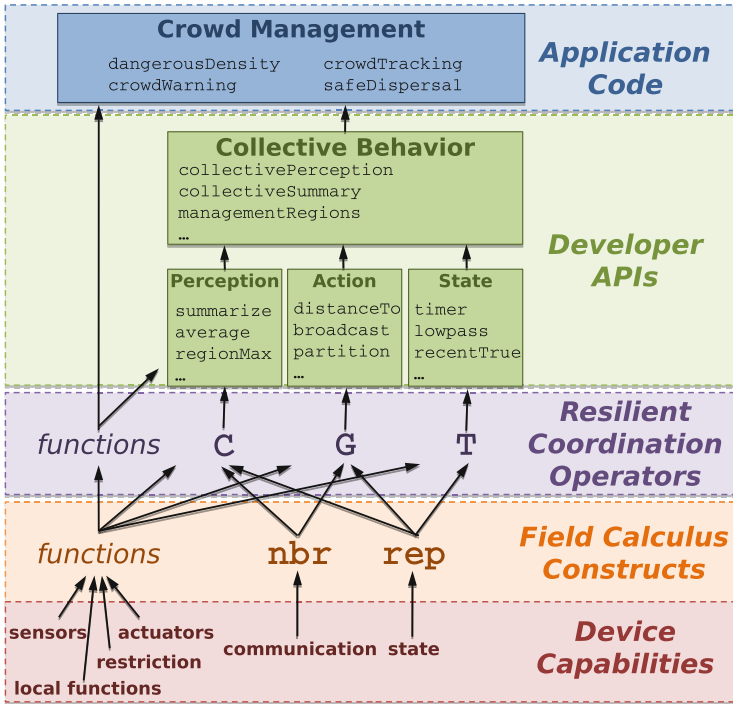 Crowd Management
dangerousDensity crowdTracking
crowdWarning safeDispersal
Application
Code
Collective Behavior
collectivePerception
collectiveSummary
managementRegions
…
Developer
APIs
Perception Action State
summarize distanceTo timer
average broadcast lowpass
regionMax partition recentTrue
… … …
functions C G T
Resilient
Coordination
Operators
functions nbr rep
Field Calculus
Constructs
sensors actuators
communication state
restriction
local functions
Device
Capabilities